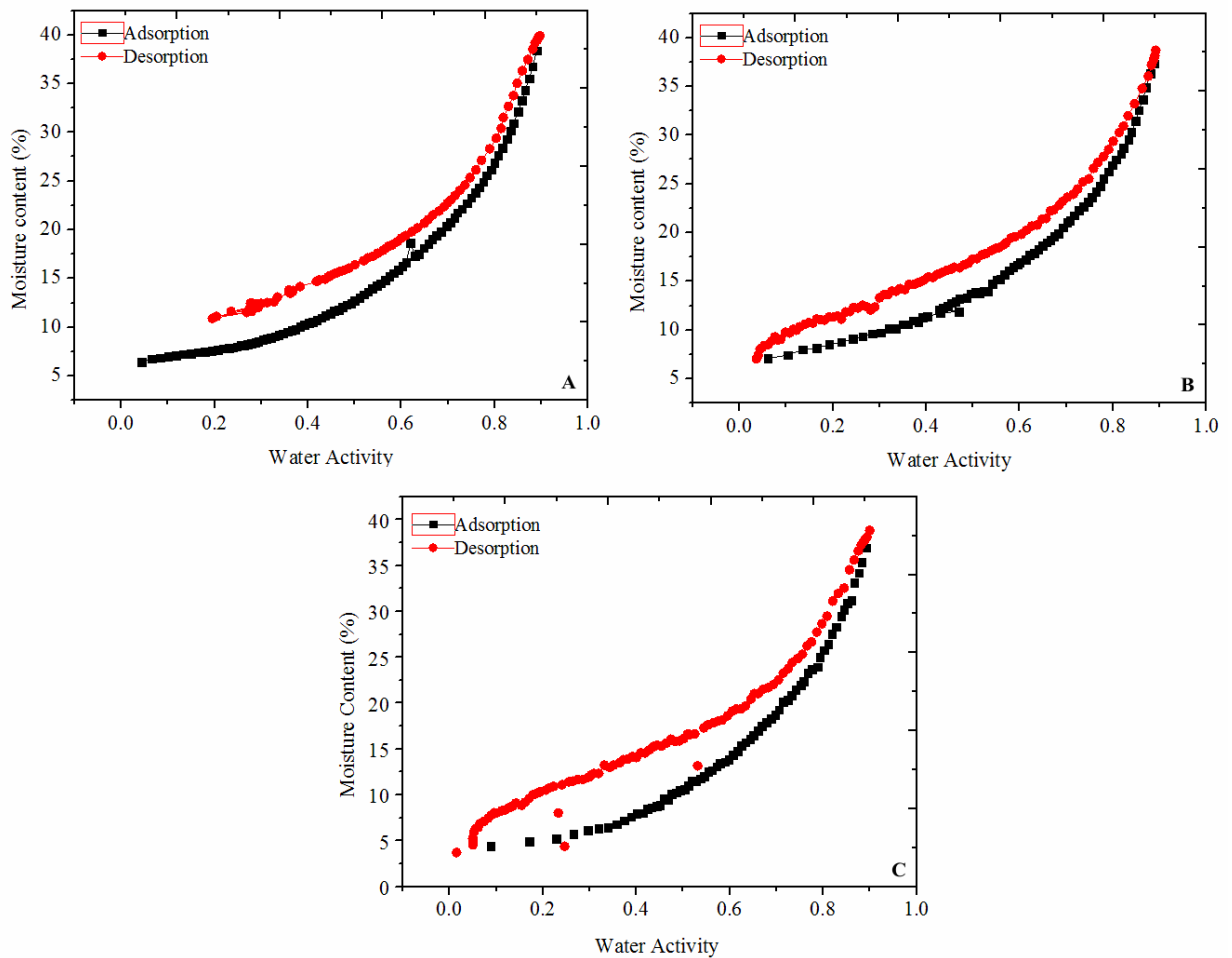 Adsorption
Desorption
Moisture content (%)
40
35
30
25
20
15
10
5
0.0 0.2 0.4 0.6 0.8 1.0
Water Activity
A
Adsorption
Desorption
Moisture content (%)
40
35
30
25
20
15
10
5
0.0 0.2 0.4 0.6 0.8 1.0
Water Activity
B
Adsorption
Desorption
Moisture Content (%)
40
35
30
25
20
15
10
5
0
0.0 0.2 0.4 0.6 0.8 1.0
Water Activity
C